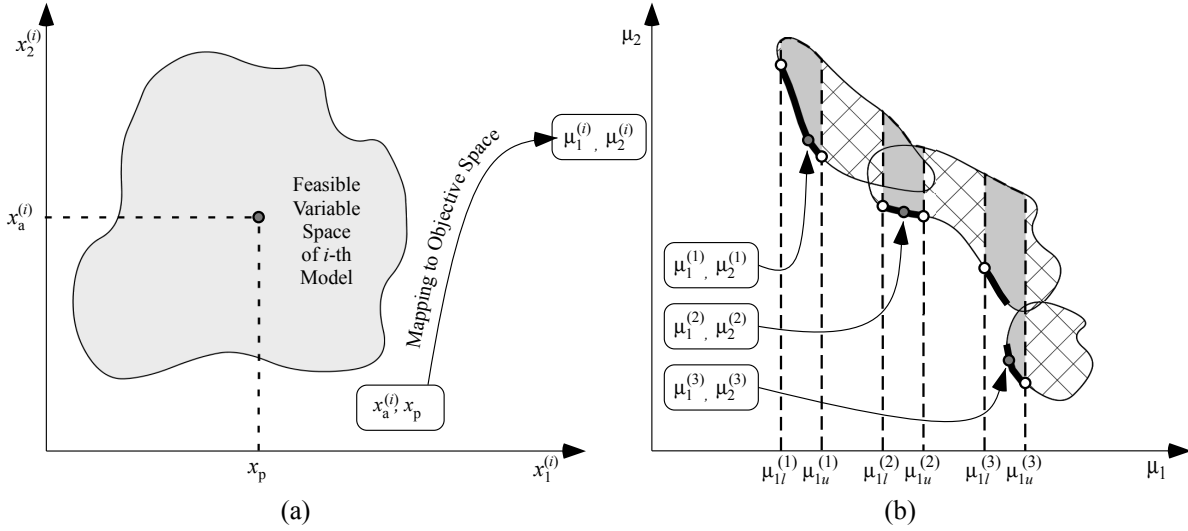 x₂⁽ⁱ⁾
xₐ⁽ⁱ⁾
Feasible
Variable
Space
of i-th
Model
Mapping to Objective Space
μ₁⁽ⁱ⁾, μ₂⁽ⁱ⁾
xₐ⁽ⁱ⁾, xₚ
xₚ
x₁⁽ⁱ⁾
(a)
μ₂
μ₁⁽¹⁾, μ₂⁽¹⁾
μ₁⁽²⁾, μ₂⁽²⁾
μ₁⁽³⁾, μ₂⁽³⁾
μ₁ₗ⁽¹⁾ μ₁ᵤ⁽¹⁾ μ₁ₗ⁽²⁾ μ₁ᵤ⁽²⁾ μ₁ₗ⁽³⁾ μ₁ᵤ⁽³⁾ μ₁
(b)